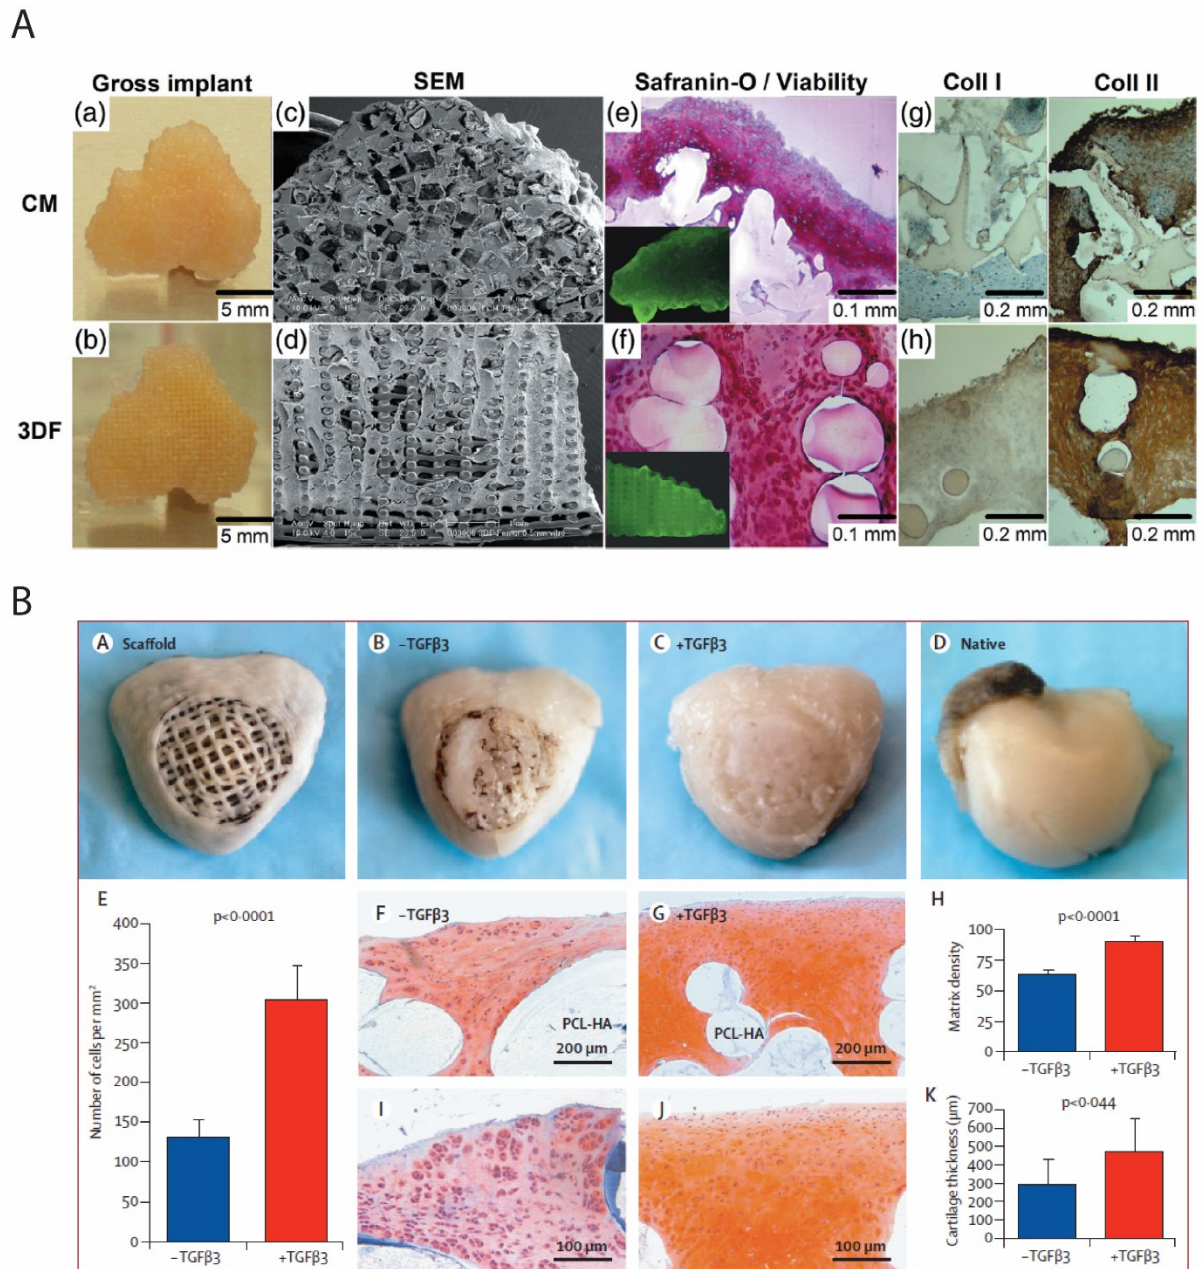 A
Gross implant
SEM
Safranin-O / Viability
Coll I
Coll II
(a)
(c)
(e)
(g)
CM
5 mm
0.1 mm
0.2 mm
0.2 mm
(b)
(d)
(f)
(h)
3DF
5 mm
0.1 mm
0.2 mm
0.2 mm
B
A Scaffold
B –TGFβ3
C +TGFβ3
D Native
E
p<0·0001
Number of cells per mm²
400
350
300
250
200
150
100
50
0
–TGFβ3
+TGFβ3
F –TGFβ3
PCL-HA
200 µm
G +TGFβ3
PCL-HA
200 µm
H
p<0·0001
Matrix density
100
75
50
25
0
–TGFβ3
+TGFβ3
I
100 µm
J
100 µm
K
p<0·044
Cartilage thickness (µm)
700
600
500
400
300
200
100
0
–TGFβ3
+TGFβ3